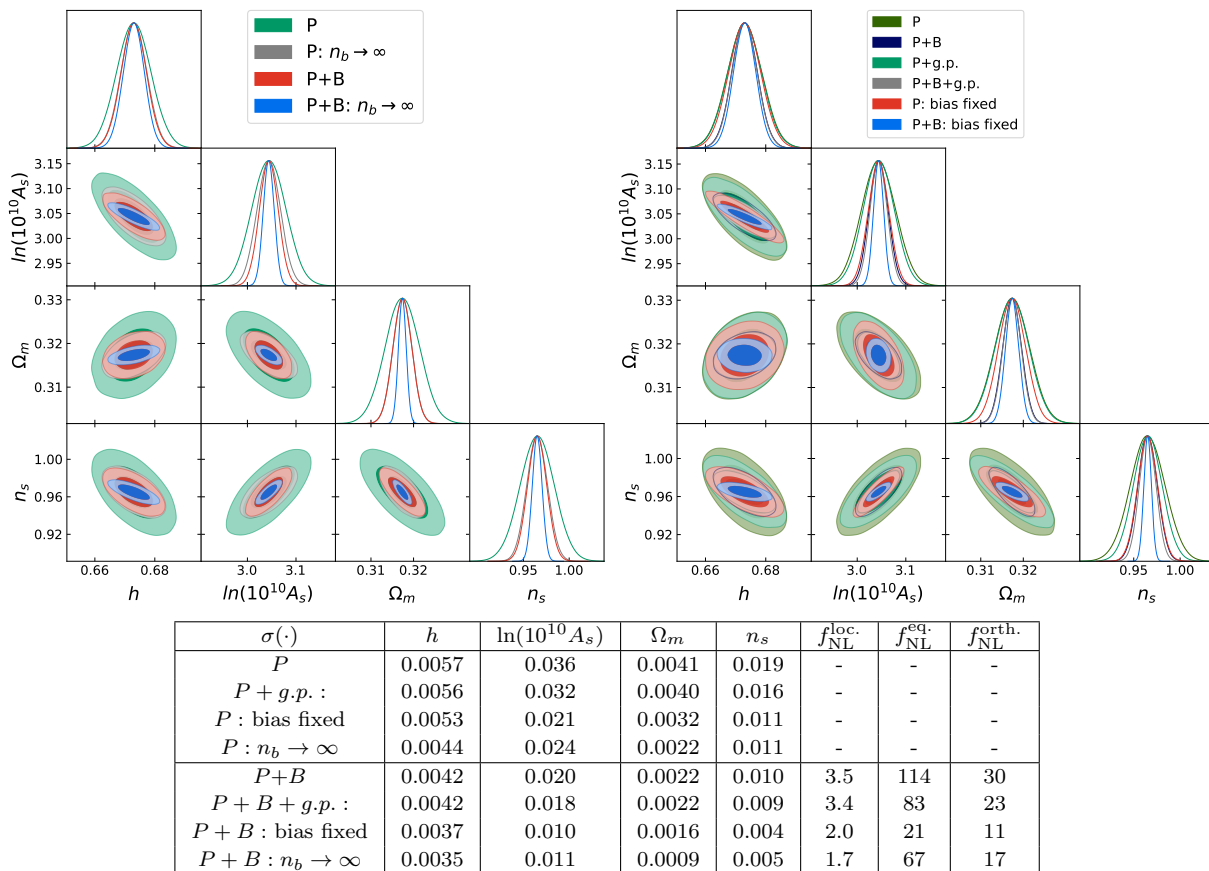 P
P: n_b → ∞
P+B
P+B: n_b → ∞
3.15
3.10
3.05
3.00
2.95
ln(10^{10}A_s)
0.33
0.32
0.31
Ω_m
1.00
0.96
0.92
n_s
0.66 0.68 3.0 3.1 0.31 0.32 0.95 1.00
h ln(10^{10}A_s) Ω_m n_s
P
P+B
P+g.p.
P+B+g.p.
P: bias fixed
P+B: bias fixed
3.15
3.10
3.05
3.00
2.95
ln(10^{10}A_s)
0.33
0.32
0.31
Ω_m
1.00
0.96
0.92
n_s
0.66 0.68 3.0 3.1 0.31 0.32 0.95 1.00
h ln(10^{10}A_s) Ω_m n_s
σ(·) h ln(10^{10}A_s) Ω_m n_s f_{NL}^{loc.} f_{NL}^{eq.} f_{NL}^{orth.}
P 0.0057 0.036 0.0041 0.019 - - -
P + g.p. : 0.0056 0.032 0.0040 0.016 - - -
P : bias fixed 0.0053 0.021 0.0032 0.011 - - -
P : n_b → ∞ 0.0044 0.024 0.0022 0.011 - - -
P+B 0.0042 0.020 0.0022 0.010 3.5 114 30
P + B + g.p. : 0.0042 0.018 0.0022 0.009 3.4 83 23
P + B : bias fixed 0.0037 0.010 0.0016 0.004 2.0 21 11
P + B : n_b → ∞ 0.0035 0.011 0.0009 0.005 1.7 67 17